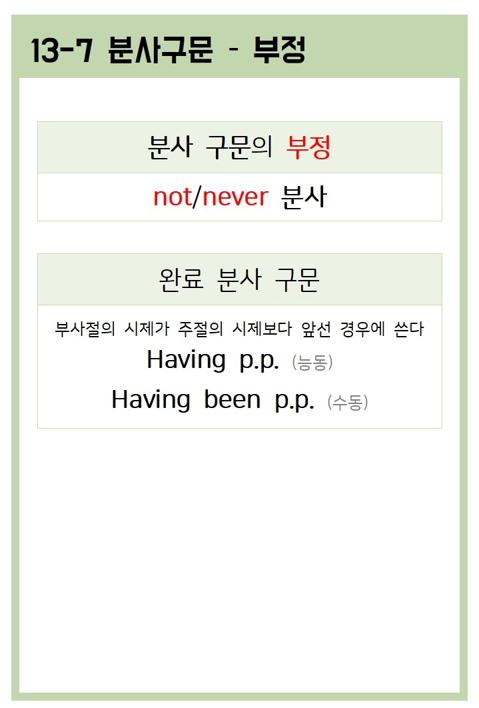 13-7 분사구문 - 부정
분사 구문의 부정
not/never 분사
완료 분사 구문
부사절의 시제가 주절의 시제보다 앞선 경우에 쓴다
Having p.p. (능동)
Having been p.p. (수동)